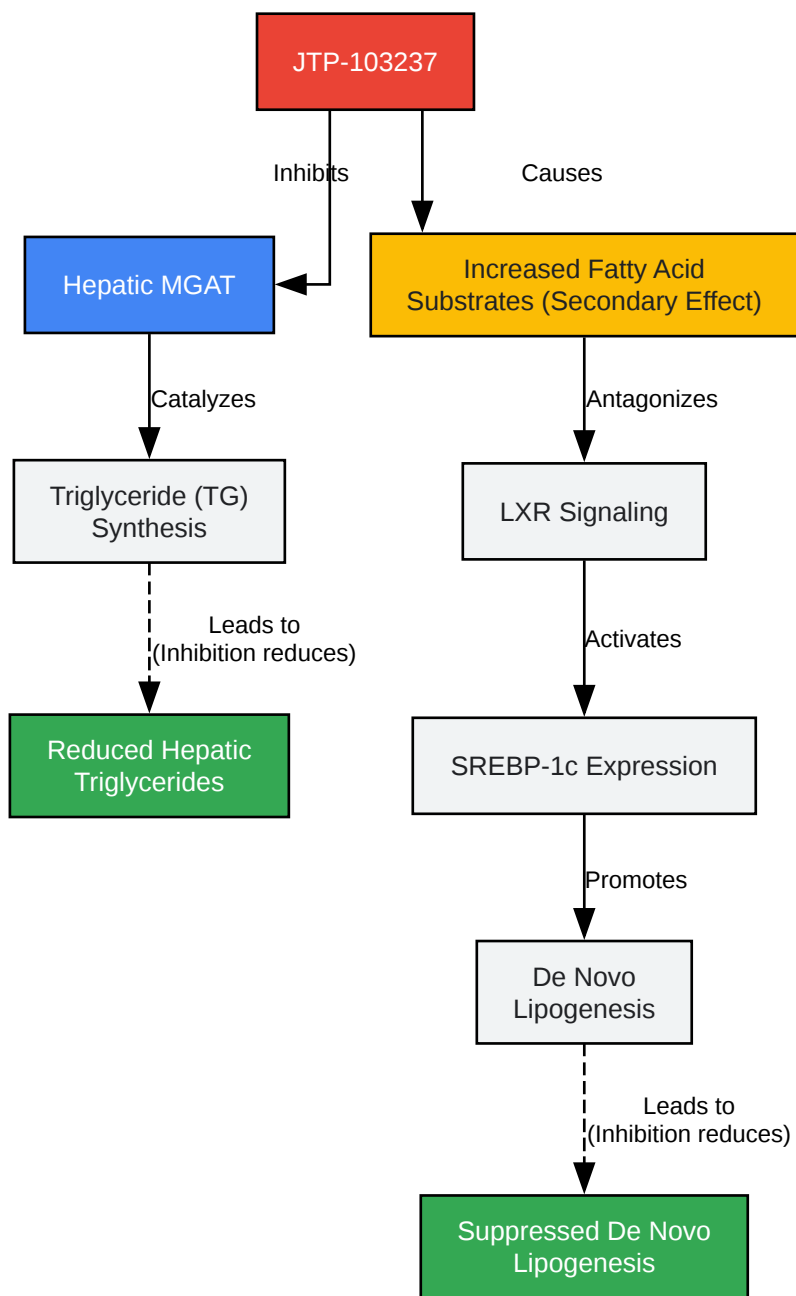 JTP-103237
Inhibits
Causes
Hepatic MGAT
Increased Fatty Acid
Substrates (Secondary Effect)
Catalyzes
Antagonizes
Triglyceride (TG)
Synthesis
LXR Signaling
Leads to
(Inhibition reduces)
Activates
Reduced Hepatic
Triglycerides
SREBP-1c Expression
Promotes
De Novo
Lipogenesis
Leads to
(Inhibition reduces)
Suppressed De Novo
Lipogenesis